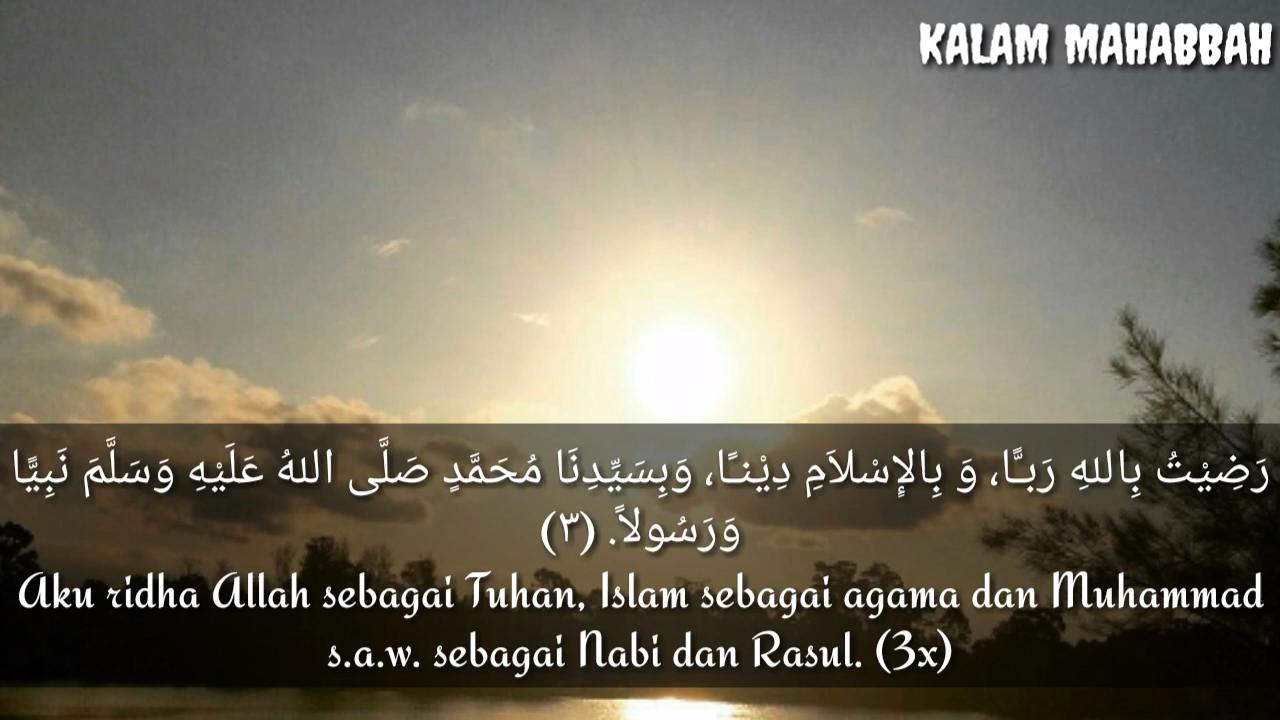 KALAM MAHABBAH
رَضِيْتُ بِاللهِ رَبـًّا، وَ بِالإِسْلاَمِ دِيْنـًا، وَبِسَيِّدِنَا مُحَمَّدٍ صَلَّى اللهُ عَلَيْهِ وَسَلَّمَ نَبِيًّا
وَرَسُولاً. (٣)
Aku ridha Allah sebagai Tuhan, Islam sebagai agama dan Muhammad
s.a.w. sebagai Nabi dan Rasul. (3x)